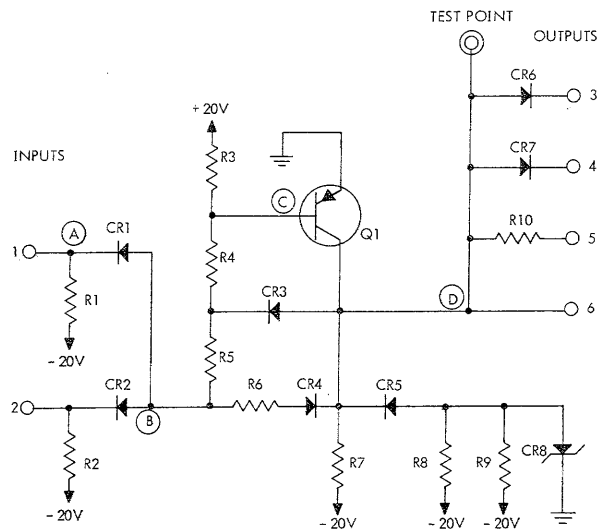 TEST POINT
OUTPUTS
CR6
3
+20V
INPUTS
R3
CR7
4
C
Q1
R10
5
A
CR1
1
R4
R1
CR3
D
6
-20V
R5
CR2
R6
CR4
CR5
2
B
R2
R7
R8
R9
CR8
-20V
-20V
-20V
-20V